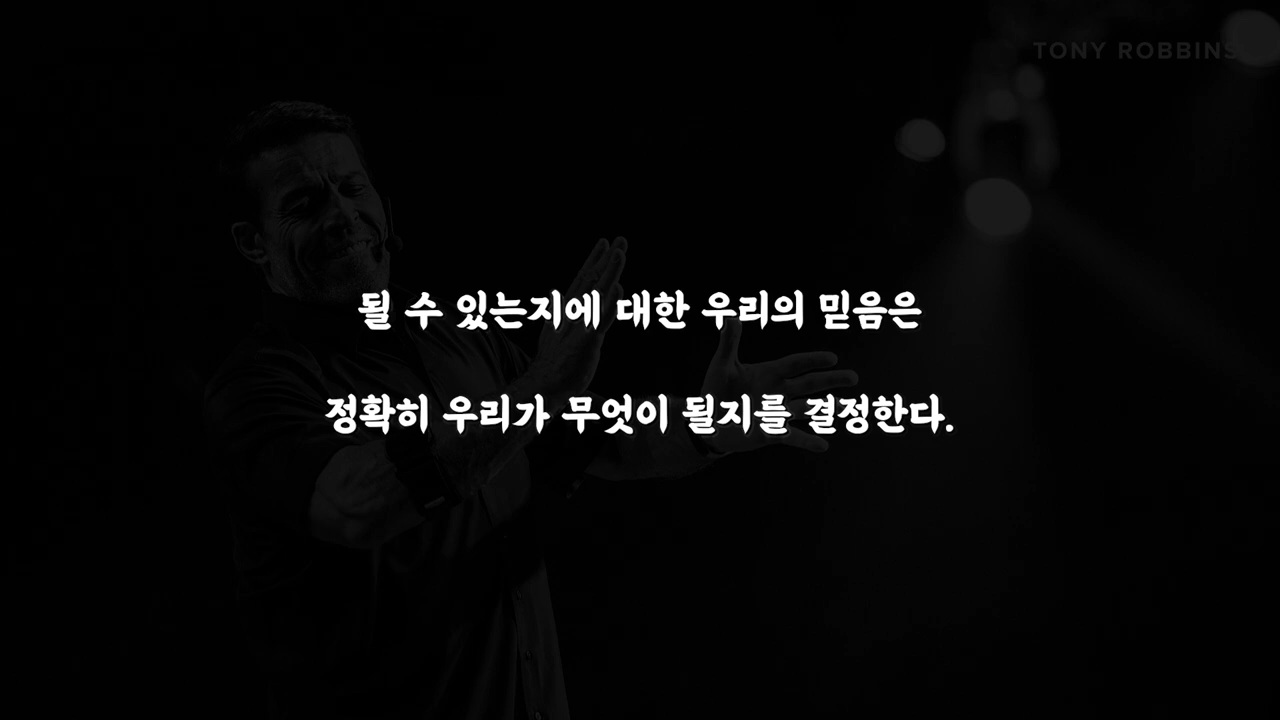 TONY ROBBINS
될 수 있는지에 대한 우리의 믿음은
정확히 우리가 무엇이 될지를 결정한다.